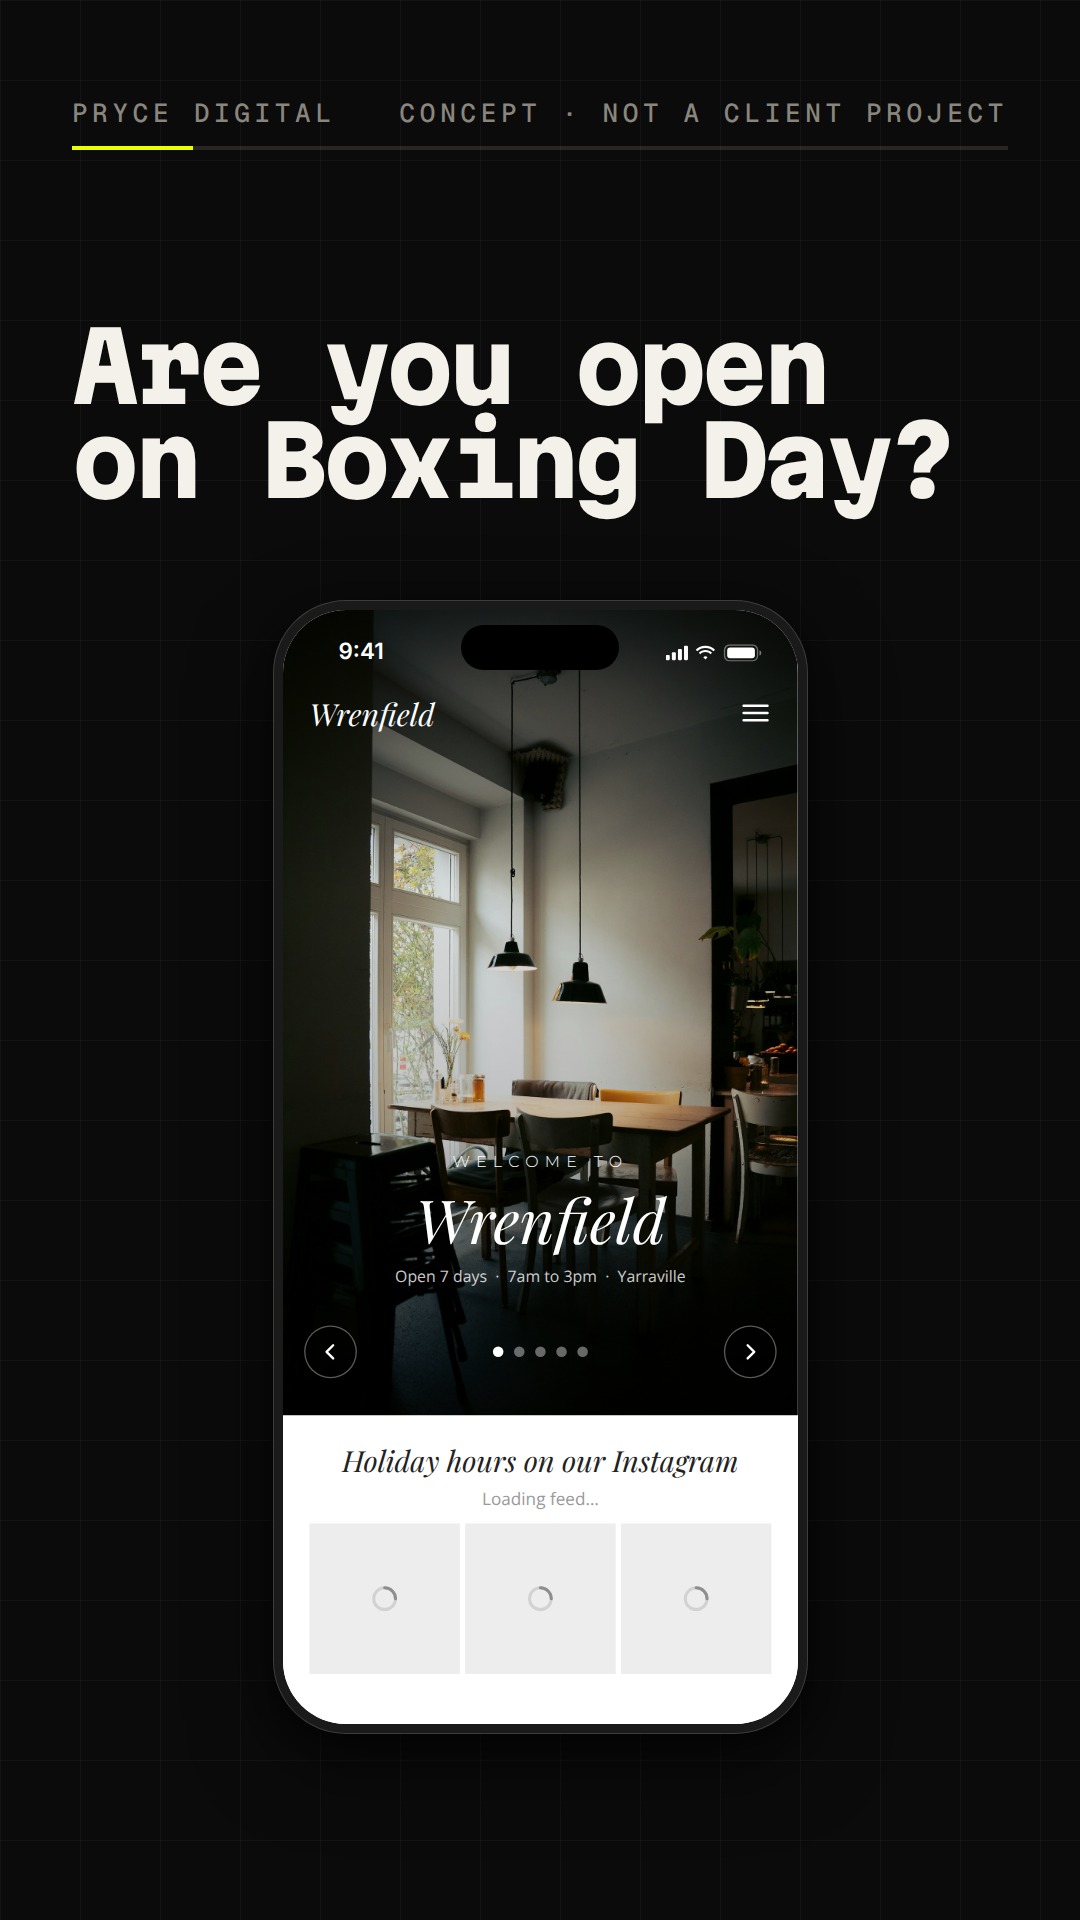 PRYCE DIGITAL CONCEPT · NOT A CLIENT PROJECT
Are you open
on Boxing Day?
9:41
Wrenfield
WELCOME TO
Wrenfield
Open 7 days · 7am to 3pm · Yarraville
Holiday hours on our Instagram
Loading feed...